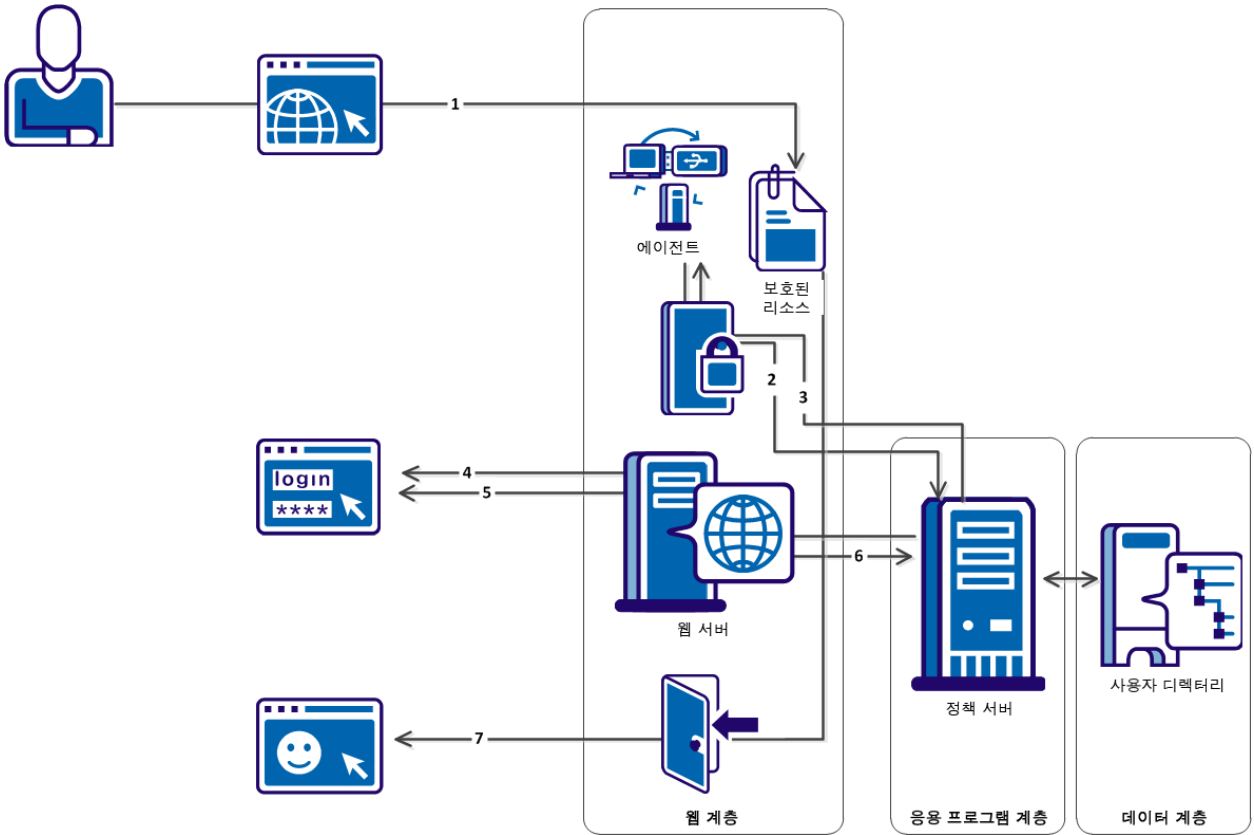 1
에이전트
보호된
리소스
2
3
4
5
login
****
6
웹 서버
정책 서버
사용자 디렉터리
7
웹 계층
응용 프로그램 계층
데이터 계층